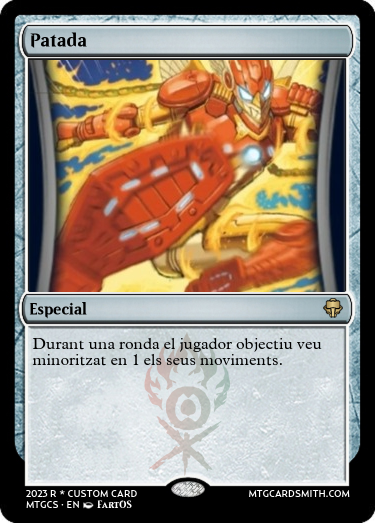 Patada
Especial
Durant una ronda el jugador objectiu veu
minoritzat en 1 els seus moviments.
2023 R * CUSTOM CARD
MTGCS · EN FARTOS
MTGCARDSMITH.COM